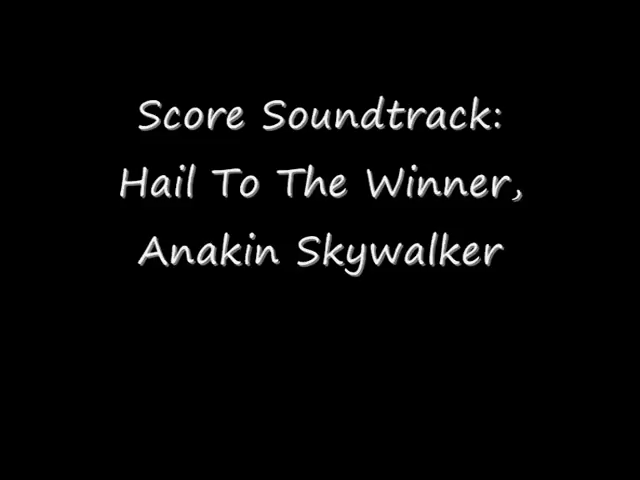 Score Soundtrack:
Hail To The Winner,
Anakin Skywalker